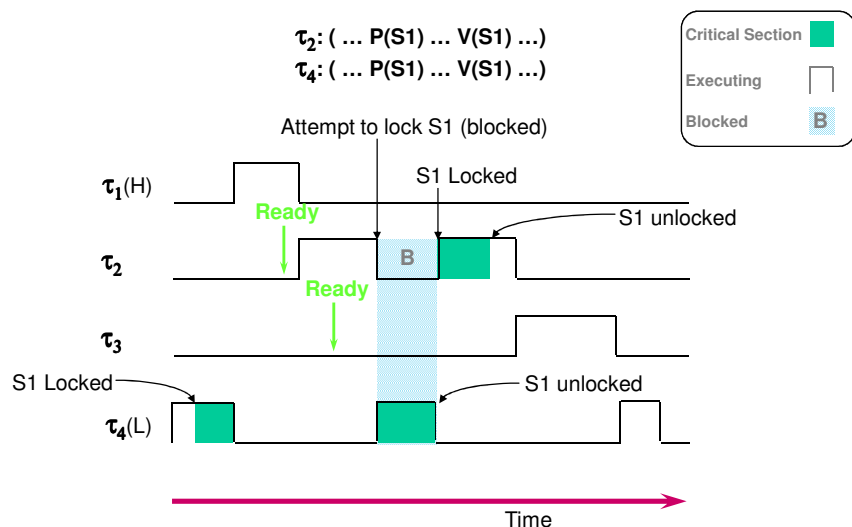 τ2: ( … P(S1) … V(S1) …)
τ4: ( … P(S1) … V(S1) …)
Critical Section
Executing
Blocked B
Attempt to lock S1 (blocked)
τ1(H)
S1 Locked
Ready
S1 unlocked
τ2
B
Ready
τ3
S1 Locked
S1 unlocked
τ4(L)
Time